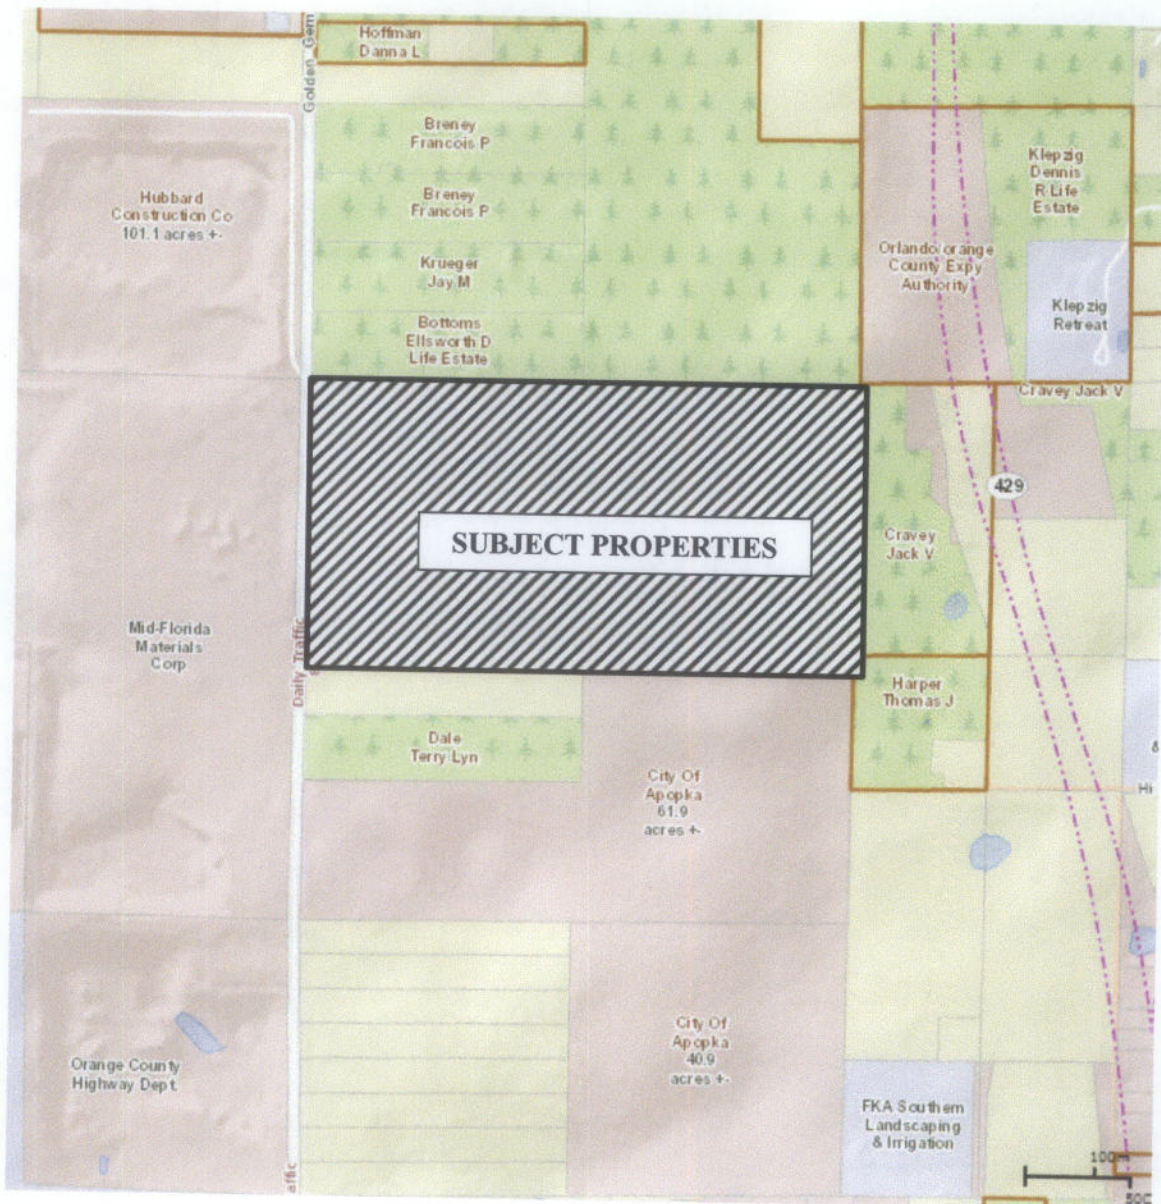 Golden Gem
Hoffman
Danna L
Breney
Francois P
Breney
Francois P
Krueger
Jay M
Bottoms
Ellsworth D
Life Estate
Hubbard
Construction Co
101.1 acres +-
Klepzig
Dennis
R Life
Estate
Orlando/orange
County Expy
Authority
Klepzig
Retreat
Cravey Jack V
429
SUBJECT PROPERTIES
Cravey
Jack V
Mid-Florida
Materials
Corp
Daily Traffic
Harper
Thomas J
Dale
Terry Lyn
City Of
Apopka
61.9
acres +-
&
Hi
City Of
Apopka
40.9
acres +-
Orange County
Highway Dept
FKA Southern
Landscaping
& Irrigation
affic
100m